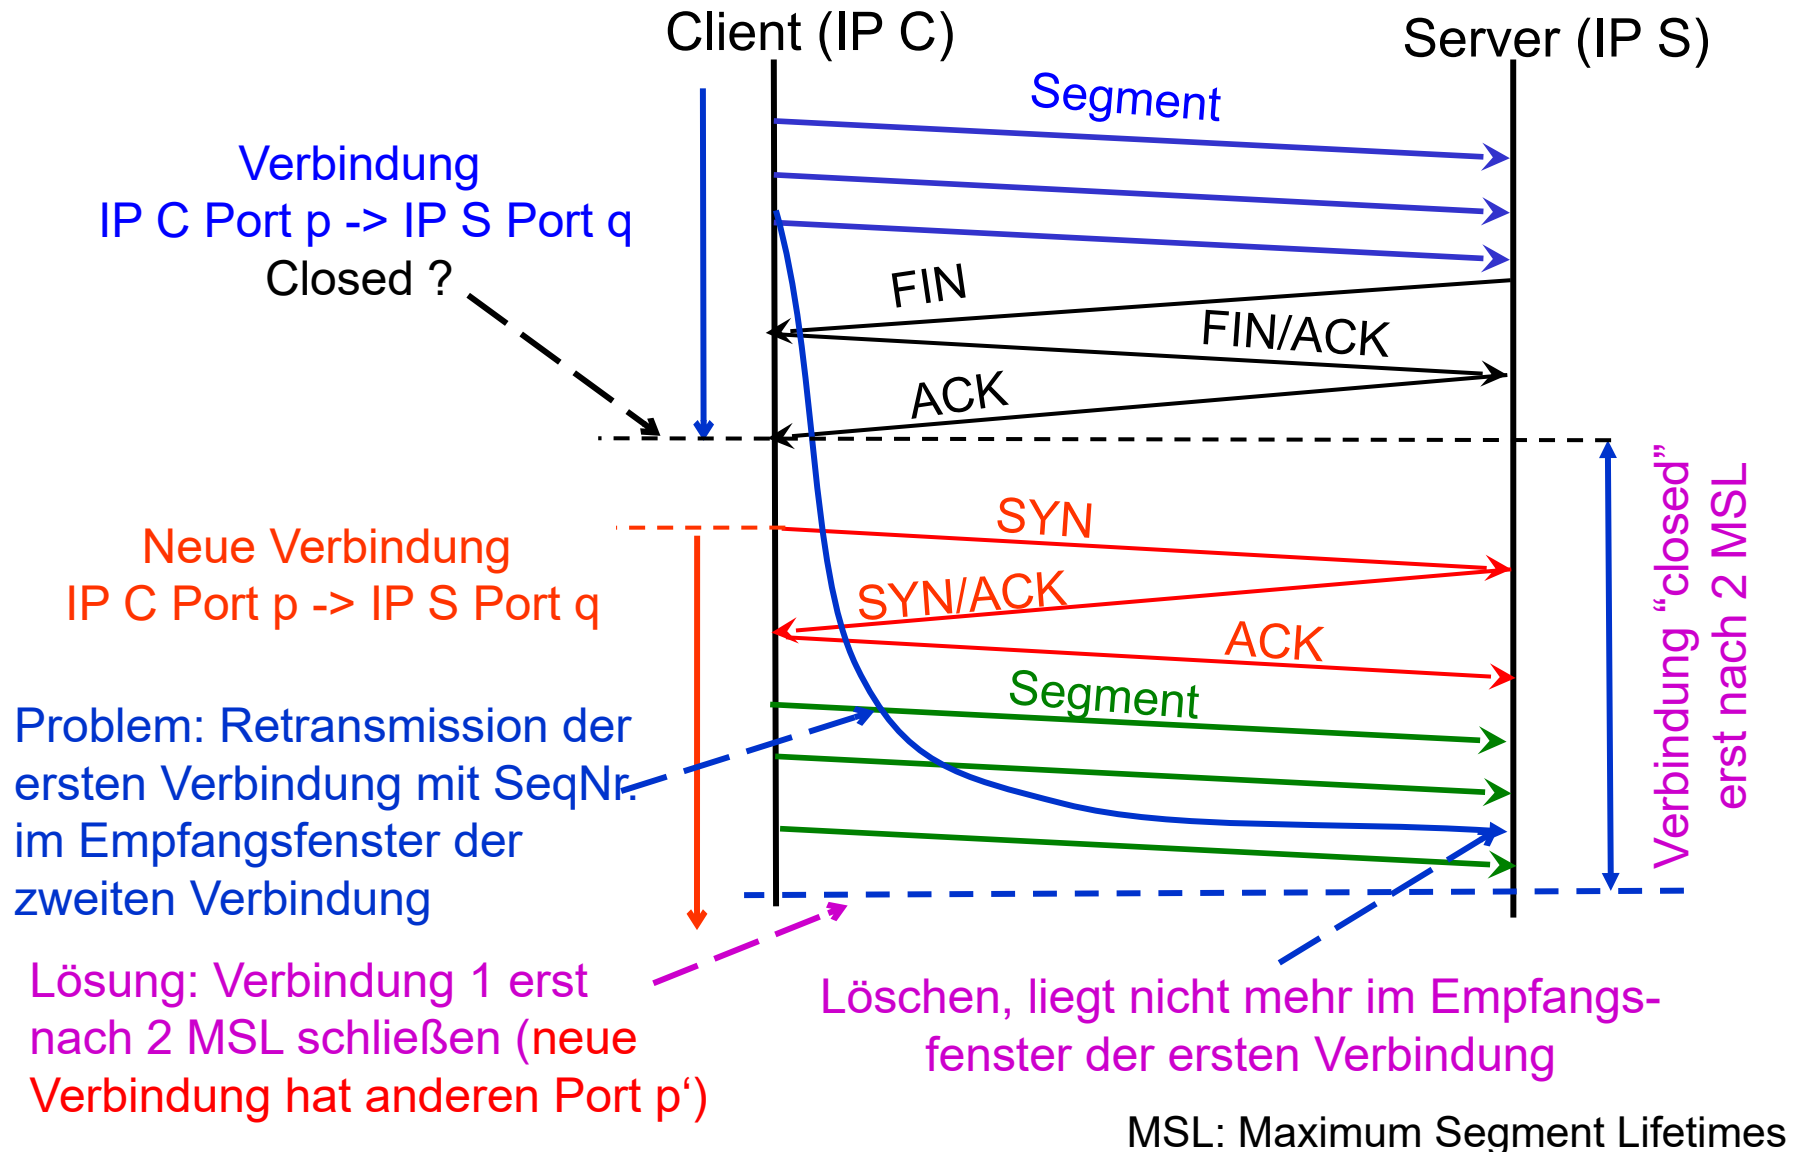 Client (IP C)
Server (IP S)
Segment
Verbindung
IP C Port p -> IP S Port q
Closed ?
FIN
FIN/ACK
ACK
Verbindung “closed”
erst nach 2 MSL
SYN
Neue Verbindung
IP C Port p -> IP S Port q
SYN/ACK
ACK
Segment
Problem: Retransmission der
ersten Verbindung mit SeqNr.
im Empfangsfenster der
zweiten Verbindung
Lösung: Verbindung 1 erst
nach 2 MSL schließen (neue
Verbindung hat anderen Port p‘)
Löschen, liegt nicht mehr im Empfangs-
fenster der ersten Verbindung
MSL: Maximum Segment Lifetimes